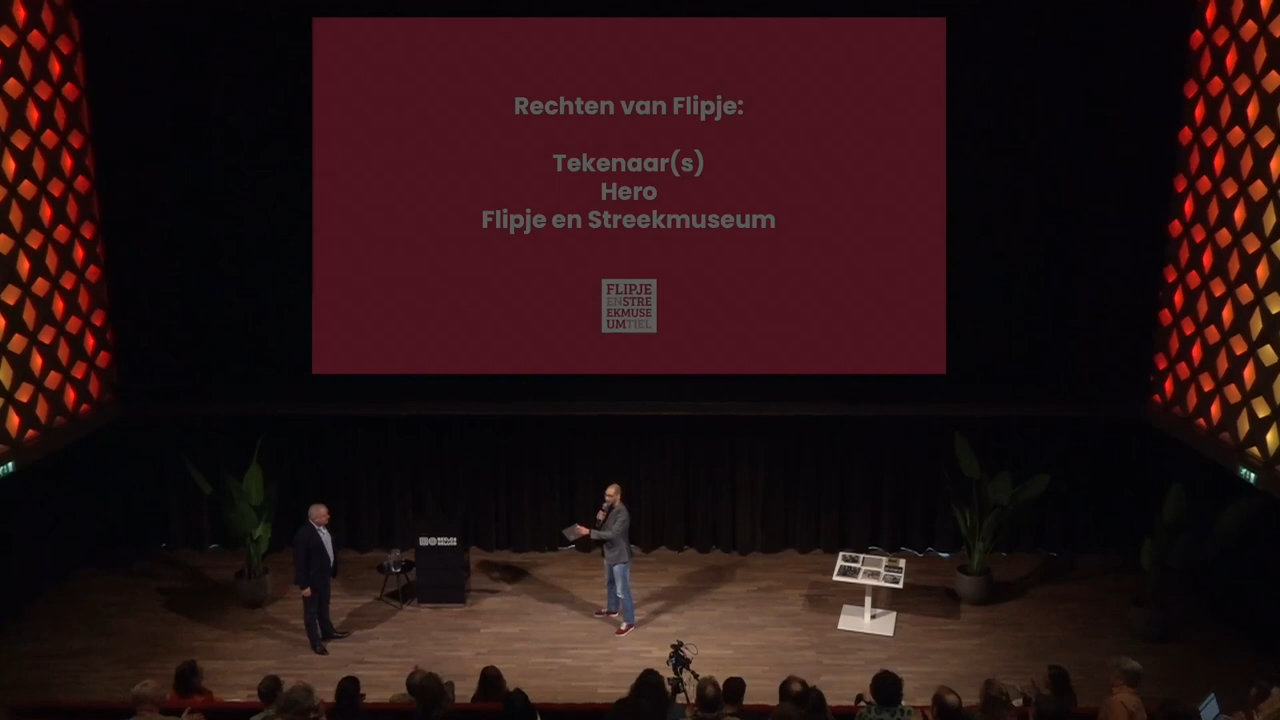 Rechten van Flipje:
Tekenaar(s)
Hero
Flipje en Streekmuseum
FLIPJE
ENSTRE
EKMUSE
UMTIEL